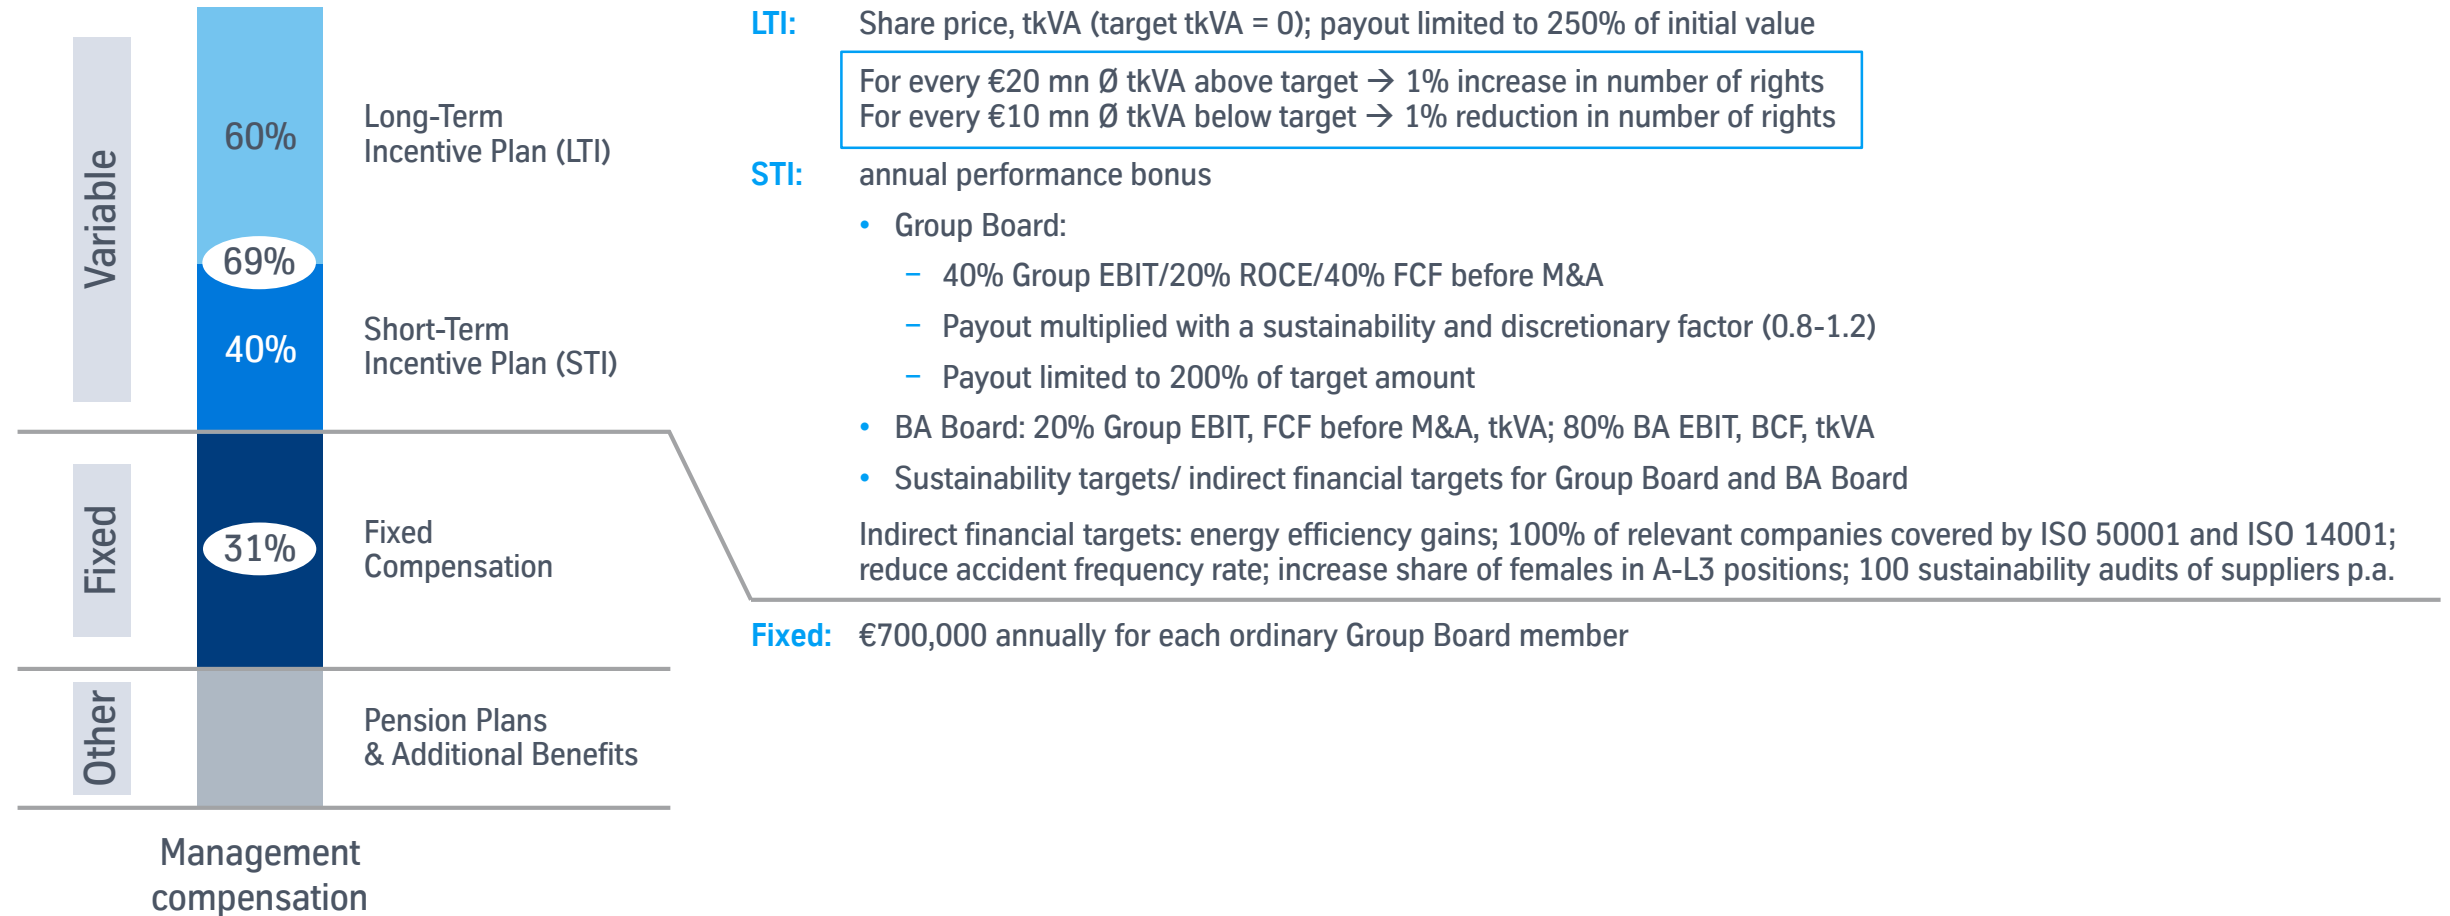 Variable
60%
Long-Term
Incentive Plan (LTI)
69%
40%
Short-Term
Incentive Plan (STI)
Fixed
31%
Fixed
Compensation
Other
Pension Plans
& Additional Benefits
Management
compensation
LTI: Share price, tkVA (target tkVA = 0); payout limited to 250% of initial value
For every €20 mn Ø tkVA above target → 1% increase in number of rights
For every €10 mn Ø tkVA below target → 1% reduction in number of rights
STI: annual performance bonus
• Group Board:
– 40% Group EBIT/20% ROCE/40% FCF before M&A
– Payout multiplied with a sustainability and discretionary factor (0.8-1.2)
– Payout limited to 200% of target amount
• BA Board: 20% Group EBIT, FCF before M&A, tkVA; 80% BA EBIT, BCF, tkVA
• Sustainability targets/ indirect financial targets for Group Board and BA Board
Indirect financial targets: energy efficiency gains; 100% of relevant companies covered by ISO 50001 and ISO 14001;
reduce accident frequency rate; increase share of females in A-L3 positions; 100 sustainability audits of suppliers p.a.
Fixed: €700,000 annually for each ordinary Group Board member